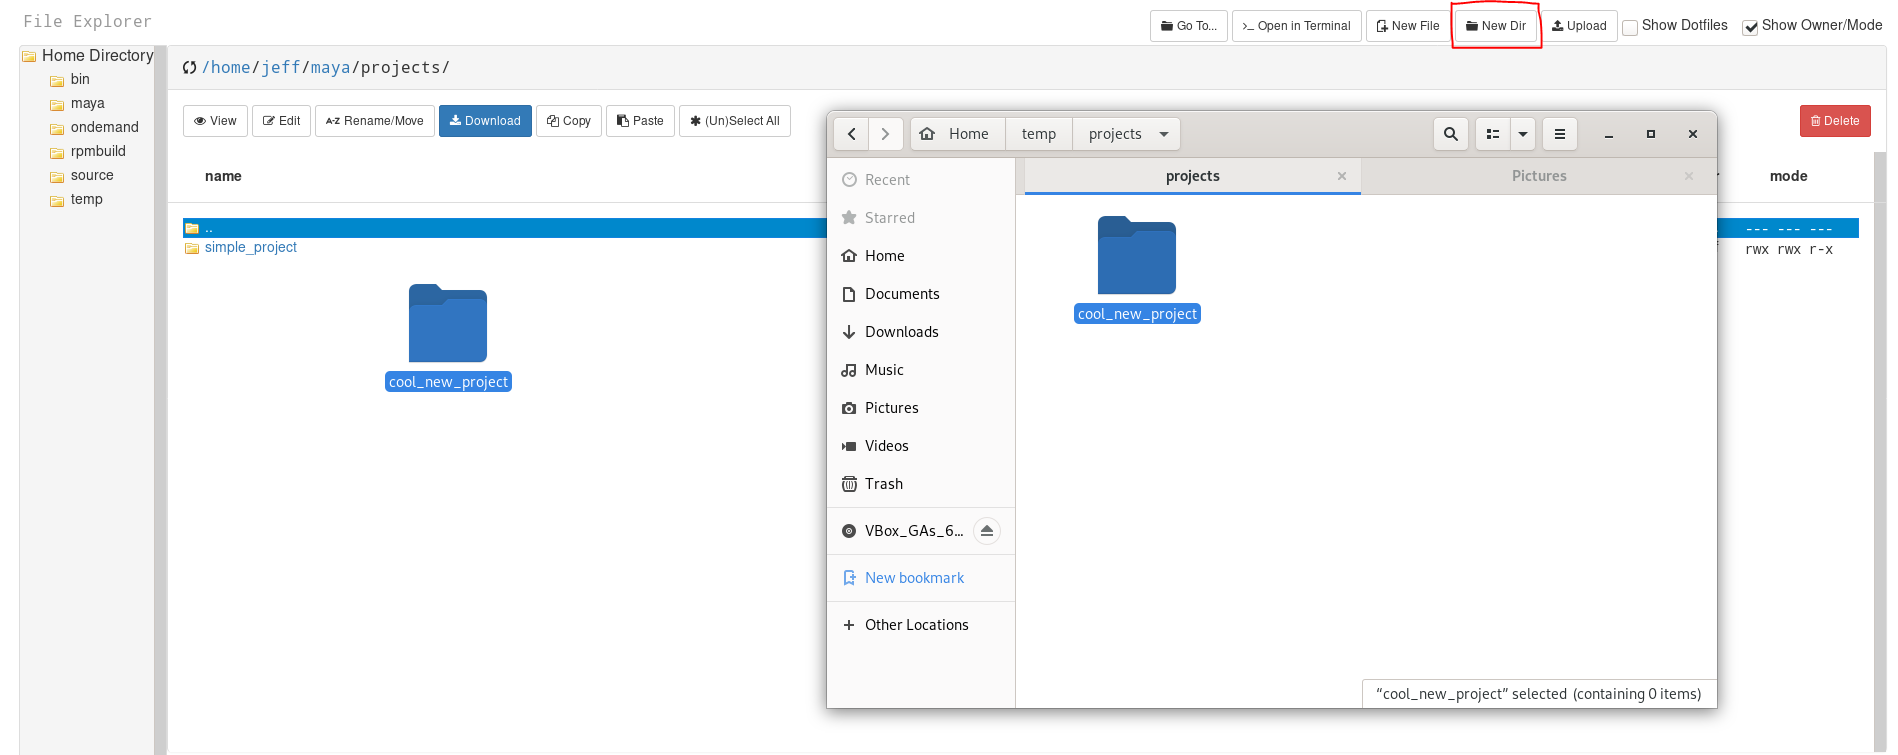 File Explorer
Go To...
>_ Open in Terminal
New File
New Dir
Upload
Show Dotfiles
Show Owner/Mode
Home Directory
bin
maya
ondemand
rpmbuild
source
temp
/home/jeff/maya/projects/
View
Edit
A-Z Rename/Move
Download
Copy
Paste
(Un)Select All
Delete
name
mode
..
--- --- ---
simple_project
rwx rwx r-x
cool_new_project
Home
temp
projects
projects
Pictures
Recent
Starred
Home
Documents
Downloads
Music
Pictures
Videos
Trash
VBox_GAs_6...
New bookmark
Other Locations
cool_new_project
“cool_new_project” selected (containing 0 items)